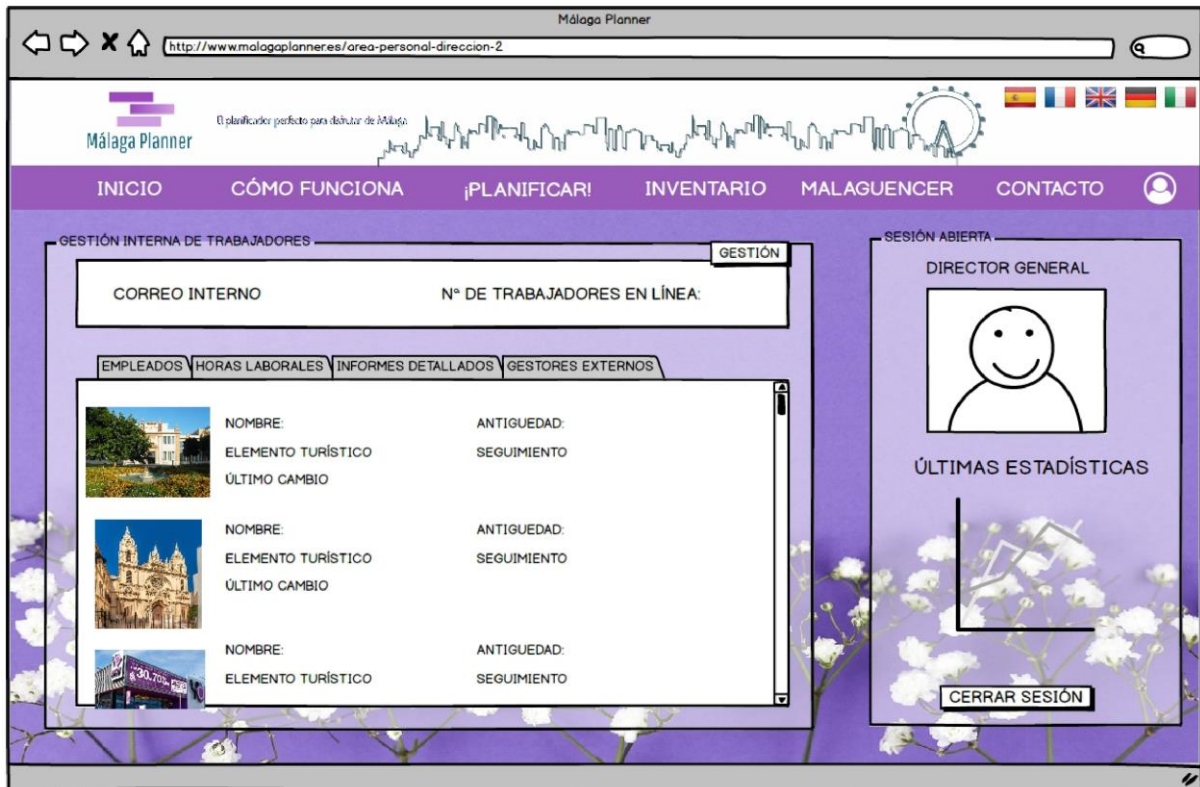 Málaga Planner
http://www.malagaplanner.es/area-personal-direccion-2
Málaga Planner
El planificador perfecto para disfrutar de Málaga
INICIO CÓMO FUNCIONA ¡PLANIFICAR! INVENTARIO MALAGUENCER CONTACTO
GESTIÓN INTERNA DE TRABAJADORES
GESTIÓN
CORREO INTERNO Nº DE TRABAJADORES EN LÍNEA:
EMPLEADOS HORAS LABORALES INFORMES DETALLADOS GESTORES EXTERNOS
NOMBRE: ANTIGUEDAD:
ELEMENTO TURÍSTICO SEGUIMIENTO
ÚLTIMO CAMBIO
NOMBRE: ANTIGUEDAD:
ELEMENTO TURÍSTICO SEGUIMIENTO
ÚLTIMO CAMBIO
NOMBRE: ANTIGUEDAD:
ELEMENTO TURÍSTICO SEGUIMIENTO
SESIÓN ABIERTA
DIRECTOR GENERAL
ÚLTIMAS ESTADÍSTICAS
CERRAR SESIÓN